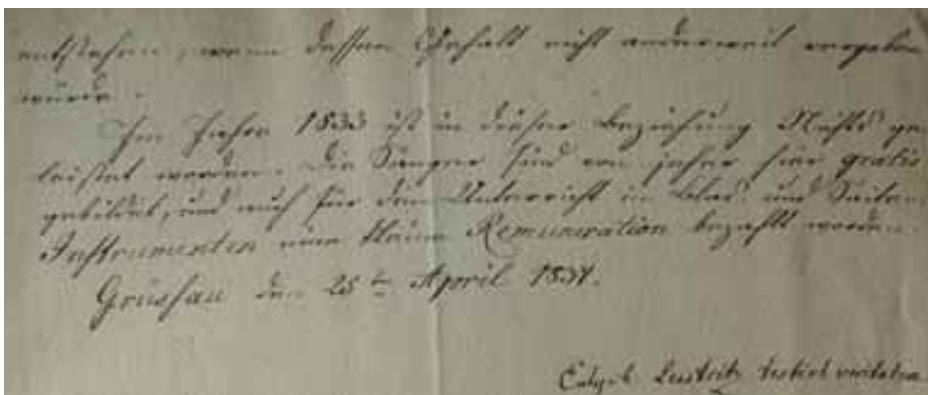 entstehen, wenn dessen Gehalt nicht anderweit vergeben
würde.
Im Jahre 1833 ist in dieser Beziehung Nichts ge-
leistet worden. Die Sänger sind von jeher hier gratis
gebildet, und auch für den Unterricht in Blas- und Saiten-
Instrumenten eine kleine Remuneration bezahlt worden.
Grüssau den 25ten April 1834.